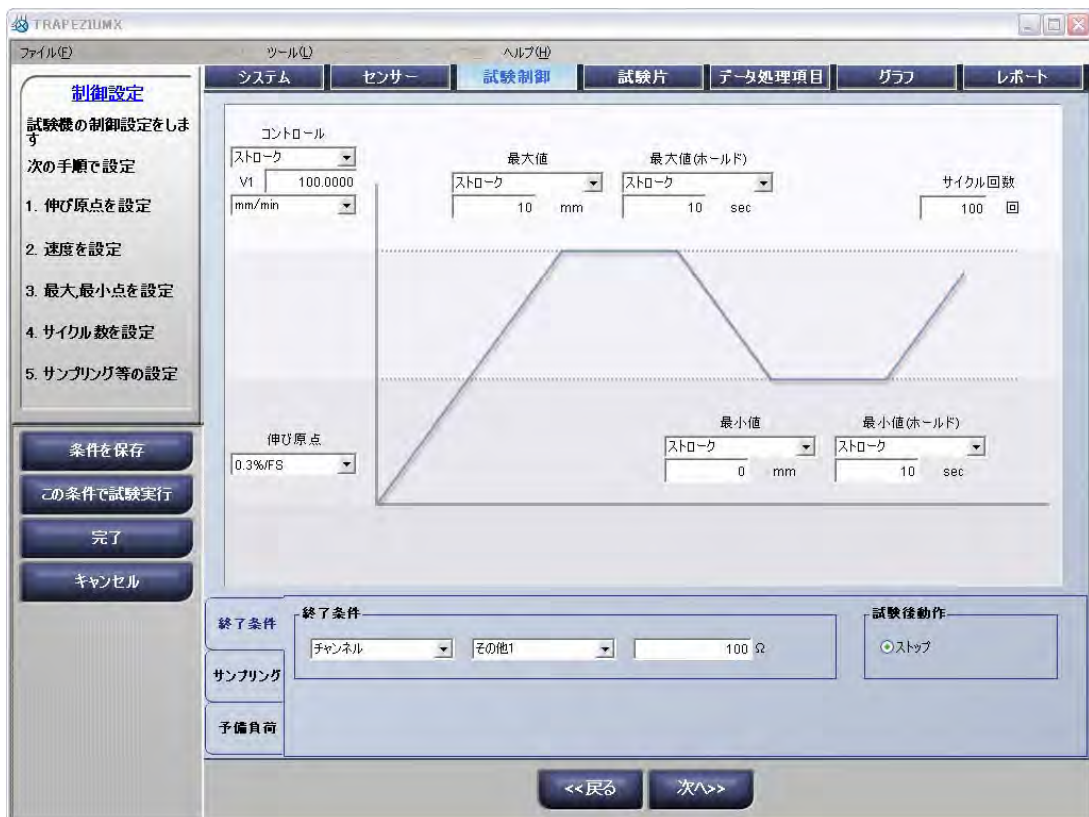 TRAPEZIUMX
ファイル(F) ツール(L) ヘルプ(H)
システム センサー 試験制御 試験片 データ処理項目 グラフ レポート
制御設定
試験機の制御設定をしま
す
次の手順で設定
1. 伸び原点を設定
2. 速度を設定
3. 最大,最小点を設定
4. サイクル数を設定
5. サンプリング等の設定
条件を保存
この条件で試験実行
完了
キャンセル
コントロール
ストローク
V1 100.0000
mm/min
最大値
ストローク
10 mm
最大値(ホールド)
ストローク
10 sec
サイクル回数
100 回
伸び原点
0.3%/FS
最小値
ストローク
0 mm
最小値(ホールド)
ストローク
10 sec
終了条件
サンプリング
予備負荷
終了条件
チャンネル その他1 100 Ω
試験後動作
ストップ
<<戻る 次へ>>